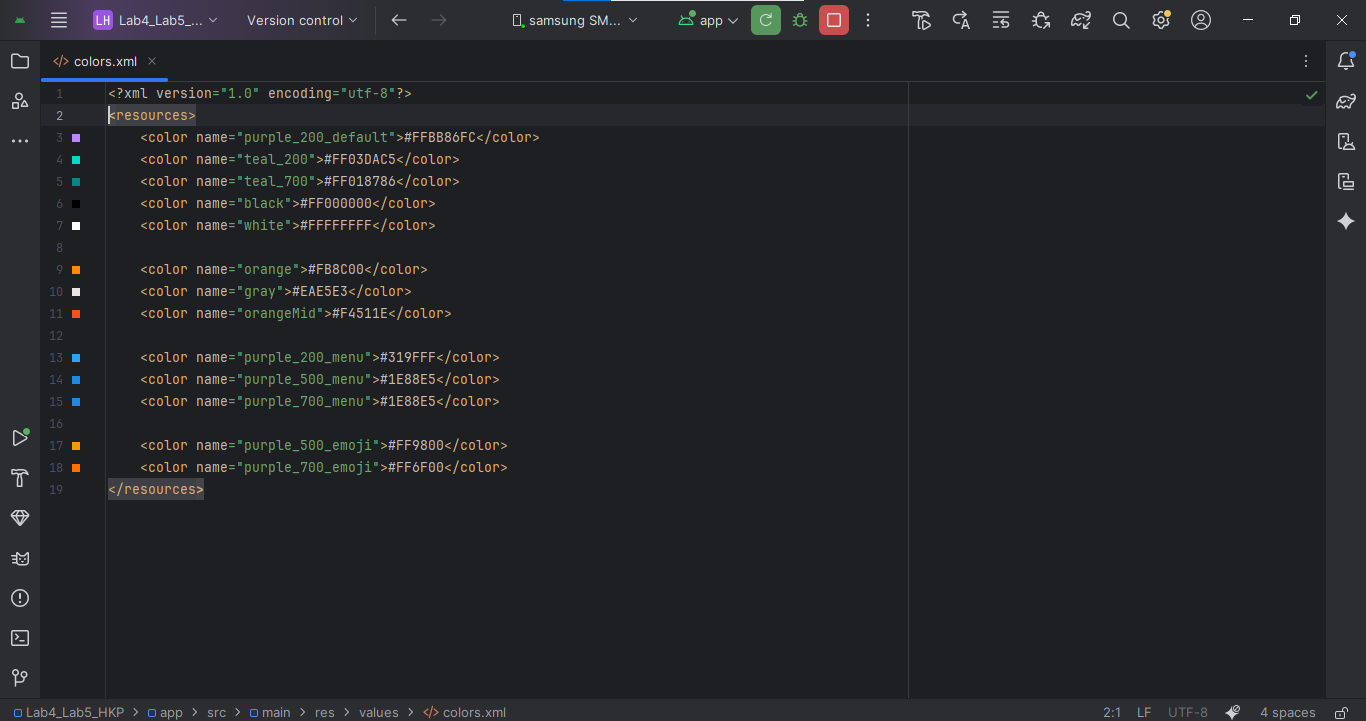 LH Lab4_Lab5_... Version control samsung SM... app
</> colors.xml
1 <?xml version="1.0" encoding="utf-8"?>
2 <resources>
3     <color name="purple_200_default">#FFBB86FC</color>
4     <color name="teal_200">#FF03DAC5</color>
5     <color name="teal_700">#FF018786</color>
6     <color name="black">#FF000000</color>
7     <color name="white">#FFFFFFFF</color>
8
9     <color name="orange">#FB8C00</color>
10     <color name="gray">#EAE5E3</color>
11     <color name="orangeMid">#F4511E</color>
12
13     <color name="purple_200_menu">#319FFF</color>
14     <color name="purple_500_menu">#1E88E5</color>
15     <color name="purple_700_menu">#1E88E5</color>
16
17     <color name="purple_500_emoji">#FF9800</color>
18     <color name="purple_700_emoji">#FF6F00</color>
19 </resources>
Lab4_Lab5_HKP > app > src > main > res > values > </> colors.xml 2:1 LF UTF-8 4 spaces